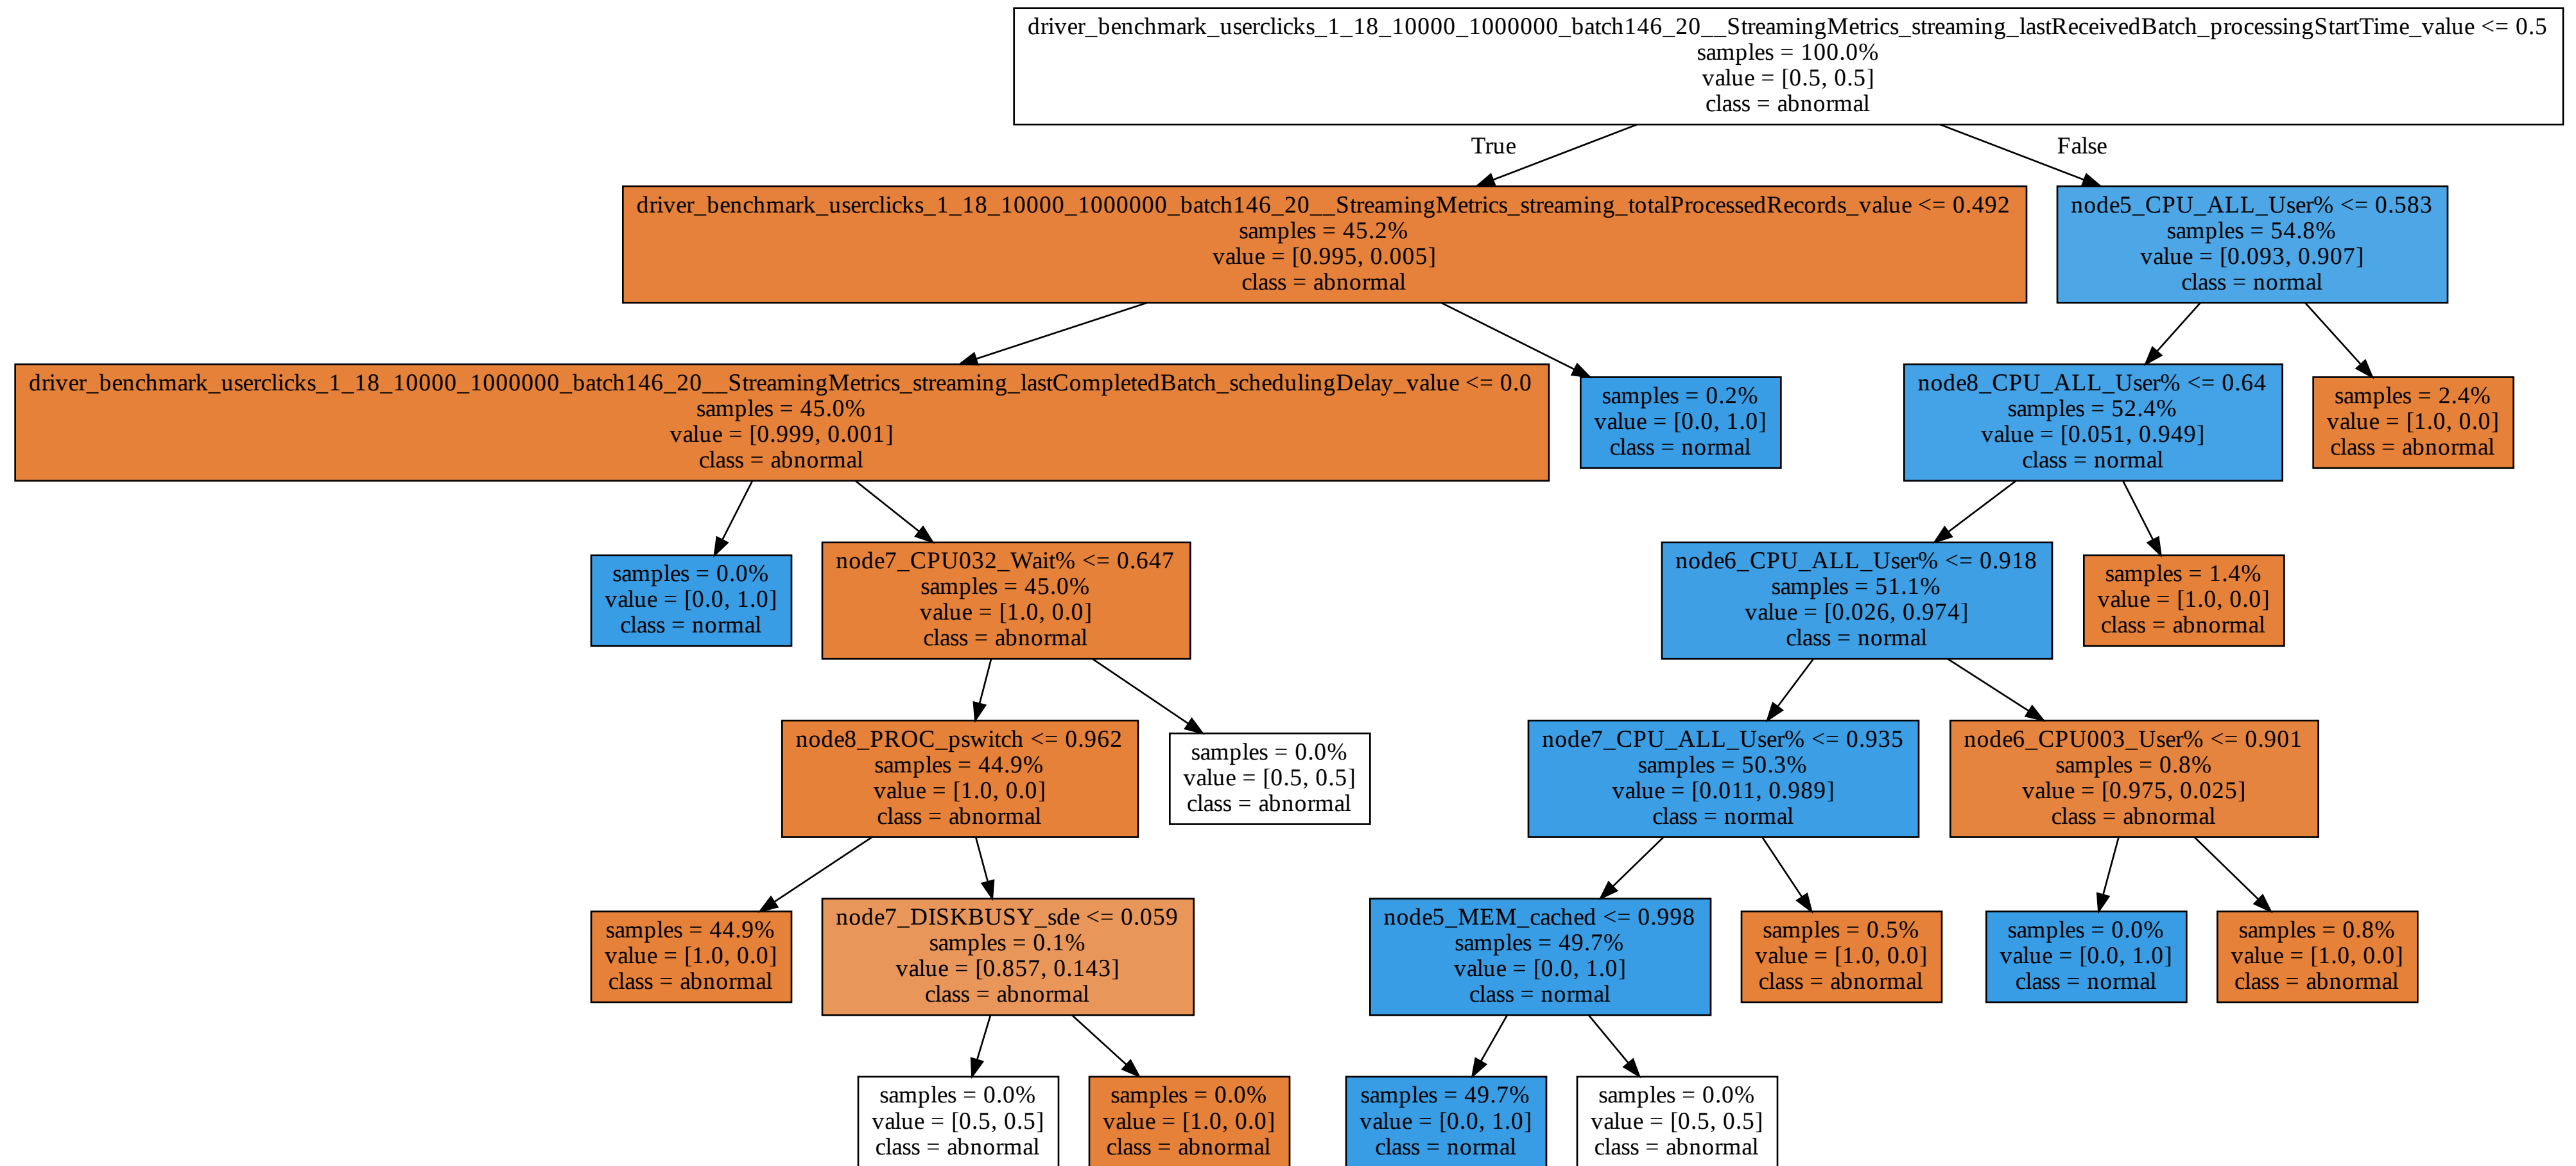 driver_benchmark_userclicks_1_18_10000_1000000_batch146_20__StreamingMetrics_streaming_lastReceivedBatch_processingStartTime_value <= 0.5
samples = 100.0%
value = [0.5, 0.5]
class = abnormal
True
False
driver_benchmark_userclicks_1_18_10000_1000000_batch146_20__StreamingMetrics_streaming_totalProcessedRecords_value <= 0.492
samples = 45.2%
value = [0.995, 0.005]
class = abnormal
node5_CPU_ALL_User% <= 0.583
samples = 54.8%
value = [0.093, 0.907]
class = normal
driver_benchmark_userclicks_1_18_10000_1000000_batch146_20__StreamingMetrics_streaming_lastCompletedBatch_schedulingDelay_value <= 0.0
samples = 45.0%
value = [0.999, 0.001]
class = abnormal
samples = 0.2%
value = [0.0, 1.0]
class = normal
node8_CPU_ALL_User% <= 0.64
samples = 52.4%
value = [0.051, 0.949]
class = normal
samples = 2.4%
value = [1.0, 0.0]
class = abnormal
samples = 0.0%
value = [0.0, 1.0]
class = normal
node7_CPU032_Wait% <= 0.647
samples = 45.0%
value = [1.0, 0.0]
class = abnormal
node6_CPU_ALL_User% <= 0.918
samples = 51.1%
value = [0.026, 0.974]
class = normal
samples = 1.4%
value = [1.0, 0.0]
class = abnormal
node8_PROC_pswitch <= 0.962
samples = 44.9%
value = [1.0, 0.0]
class = abnormal
samples = 0.0%
value = [0.5, 0.5]
class = abnormal
node7_CPU_ALL_User% <= 0.935
samples = 50.3%
value = [0.011, 0.989]
class = normal
node6_CPU003_User% <= 0.901
samples = 0.8%
value = [0.975, 0.025]
class = abnormal
samples = 44.9%
value = [1.0, 0.0]
class = abnormal
node7_DISKBUSY_sde <= 0.059
samples = 0.1%
value = [0.857, 0.143]
class = abnormal
node5_MEM_cached <= 0.998
samples = 49.7%
value = [0.0, 1.0]
class = normal
samples = 0.5%
value = [1.0, 0.0]
class = abnormal
samples = 0.0%
value = [0.0, 1.0]
class = normal
samples = 0.8%
value = [1.0, 0.0]
class = abnormal
samples = 0.0%
value = [0.5, 0.5]
class = abnormal
samples = 0.0%
value = [1.0, 0.0]
class = abnormal
samples = 49.7%
value = [0.0, 1.0]
class = normal
samples = 0.0%
value = [0.5, 0.5]
class = abnormal